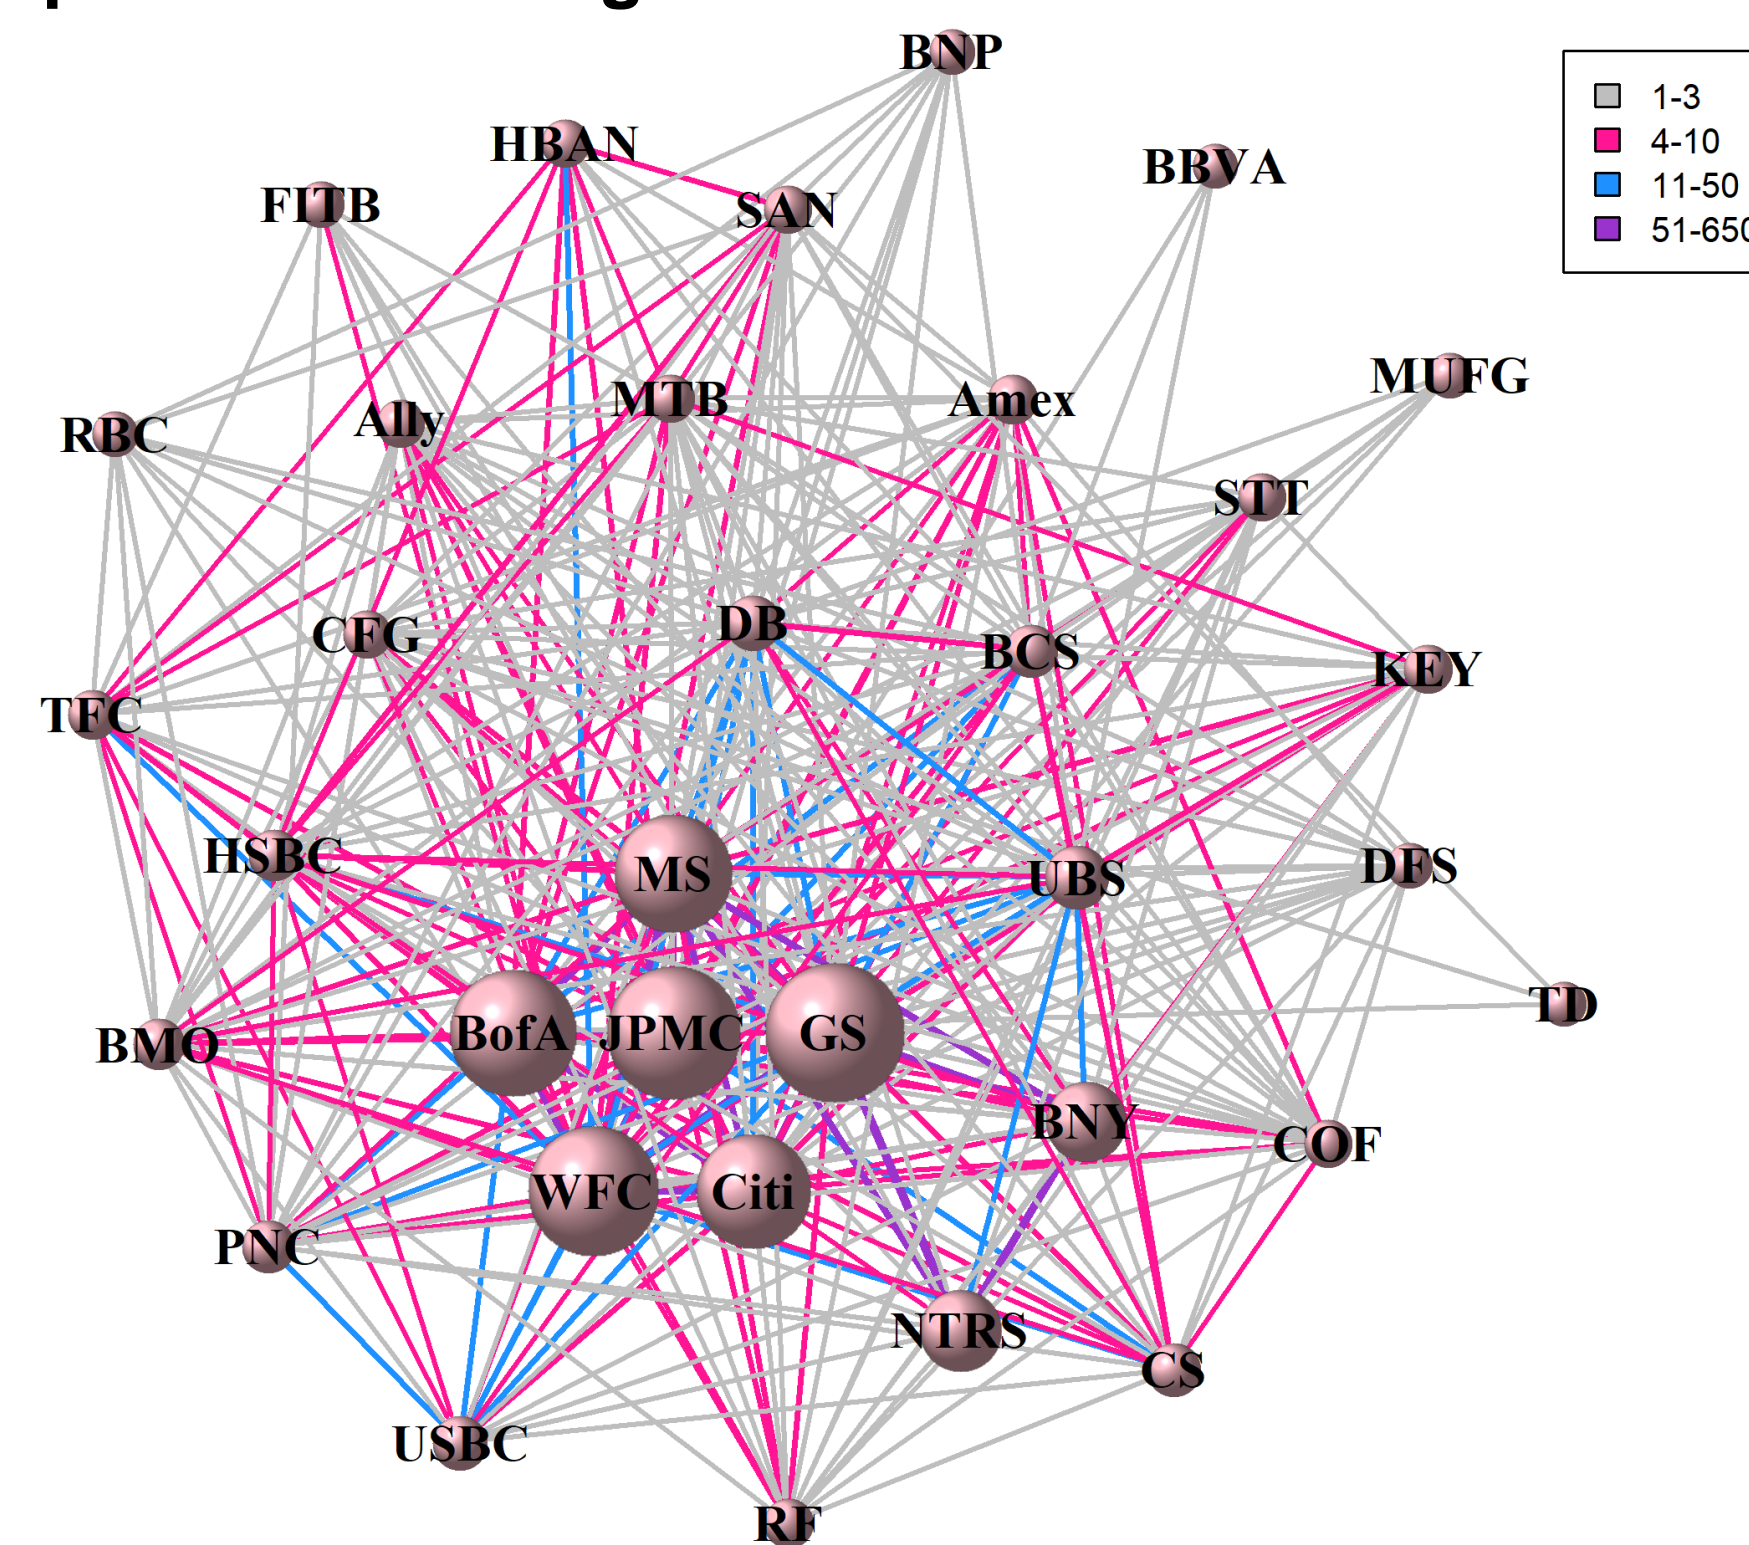 BNP
1-3
4-10
11-50
51-650
HBAN
BBVA
FITB
SAN
MUFG
RBC
Ally
MTB
Amex
STT
CFG
DB
BCS
KEY
TFC
HSBC
MS
UBS
DFS
TD
BMO
BofA
JPMC
GS
BNY
COF
WFC
Citi
PNC
NTRS
CS
USBC
RF